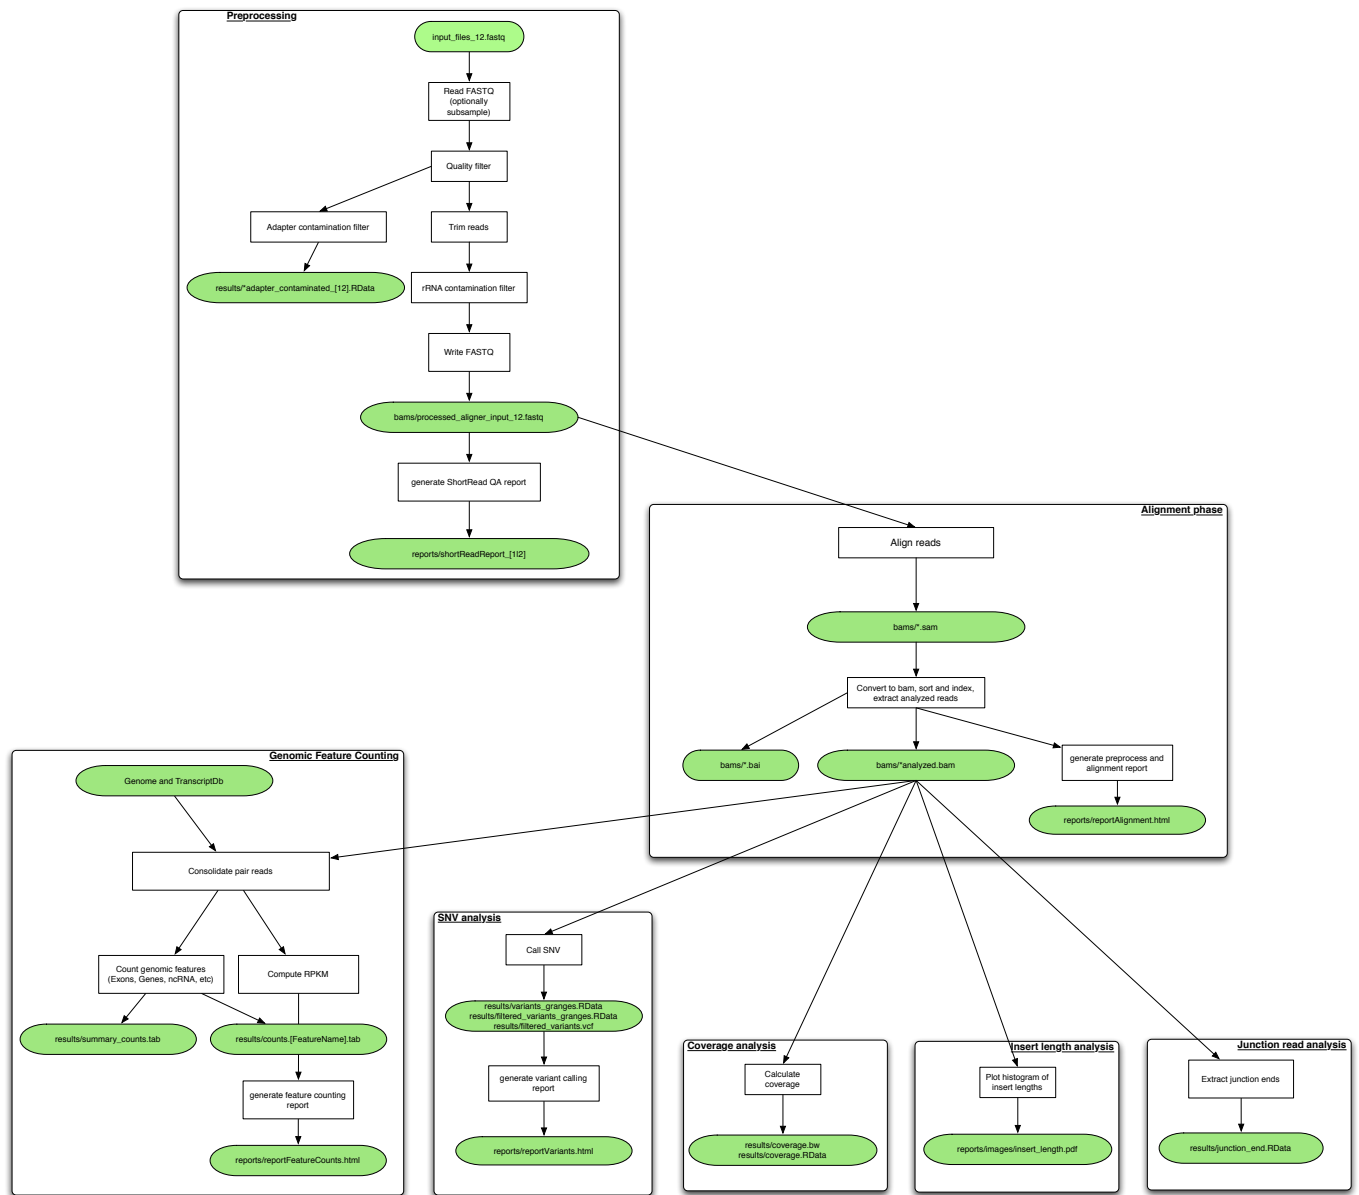 Preprocessing
input_files_12.fastq
Read FASTQ
(optionally
subsample)
Quality filter
Adapter contamination filter
Trim reads
results/*adapter_contaminated_[12].RData
rRNA contamination filter
Write FASTQ
bams/processed_aligner_input_12.fastq
generate ShortRead QA report
reports/shortReadReport_[1|2]
Alignment phase
Align reads
bams/*.sam
Convert to bam, sort and index,
extract analyzed reads
bams/*.bai
bams/*analyzed.bam
generate preprocess and
alignment report
reports/reportAlignment.html
Genomic Feature Counting
Genome and TranscriptDb
Consolidate pair reads
Count genomic features
(Exons, Genes, ncRNA, etc)
Compute RPKM
results/summary_counts.tab
results/counts.[FeatureName].tab
generate feature counting
report
reports/reportFeatureCounts.html
SNV analysis
Call SNV
results/variants_granges.RData
results/filtered_variants_granges.RData
results/filtered_variants.vcf
generate variant calling
report
reports/reportVariants.html
Coverage analysis
Calculate
coverage
results/coverage.bw
results/coverage.RData
Insert length analysis
Plot histogram of
insert lengths
reports/images/insert_length.pdf
Junction read analysis
Extract junction ends
results/junction_end.RData